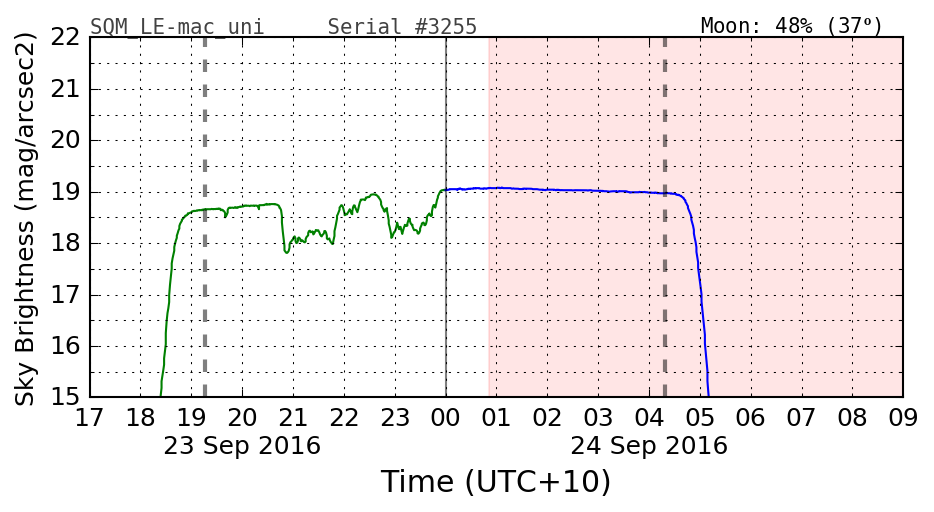 SQM_LE-mac_uni Serial #3255 Moon: 48% (37°)
22
21
20
19
18
17
16
15
Sky Brightness (mag/arcsec2)
17 18 19 20 21 22 23 00 01 02 03 04 05 06 07 08 09
23 Sep 2016 24 Sep 2016
Time (UTC+10)